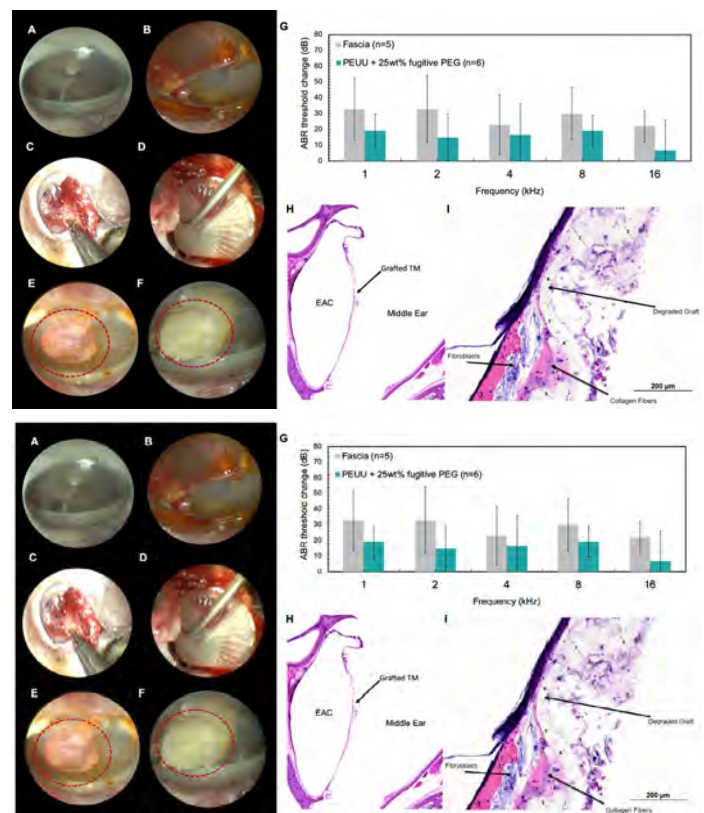 A
B
G
80
70
60
50
40
30
20
10
0
ABR threshold change (dB)
Fascia (n=5)
PEUU + 25wt% fugitive PEG (n=6)
1
2
4
8
16
Frequency (kHz)
C
D
H
I
Grafted TM
EAC
Middle Ear
Degraded Graft
Fibroblasts
Collagen Fibers
200 µm
E
F
A
B
G
80
70
60
50
40
30
20
10
0
ABR threshold change (dB)
Fascia (n=5)
PEUU + 25wt% fugitive PEG (n=6)
1
2
4
8
16
Frequency (kHz)
C
D
H
I
Grafted TM
EAC
Middle Ear
Degraded Graft
Fibroblasts
Collagen Fibers
200 µm
E
F